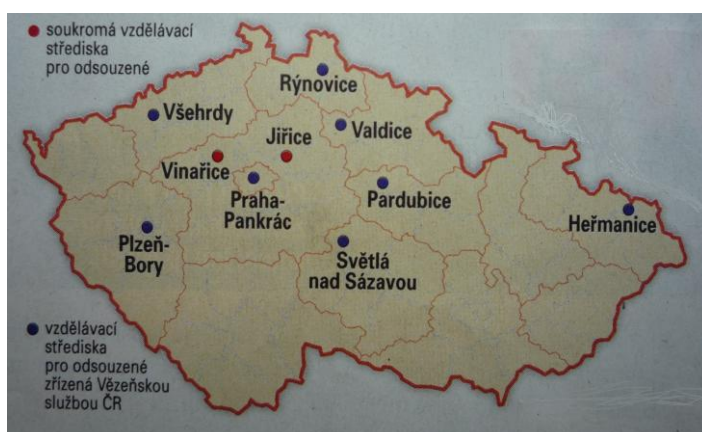 soukromá vzdělávací
střediska
pro odsouzené
Rýnovice
Všehrdy
Valdice
Jiřice
Vinařice
Praha-
Pankrác
Pardubice
Heřmanice
Plzeň-
Bory
Světlá
nad Sázavou
vzdělávací
střediska
pro odsouzené
zřízená Vězeňskou
službou ČR